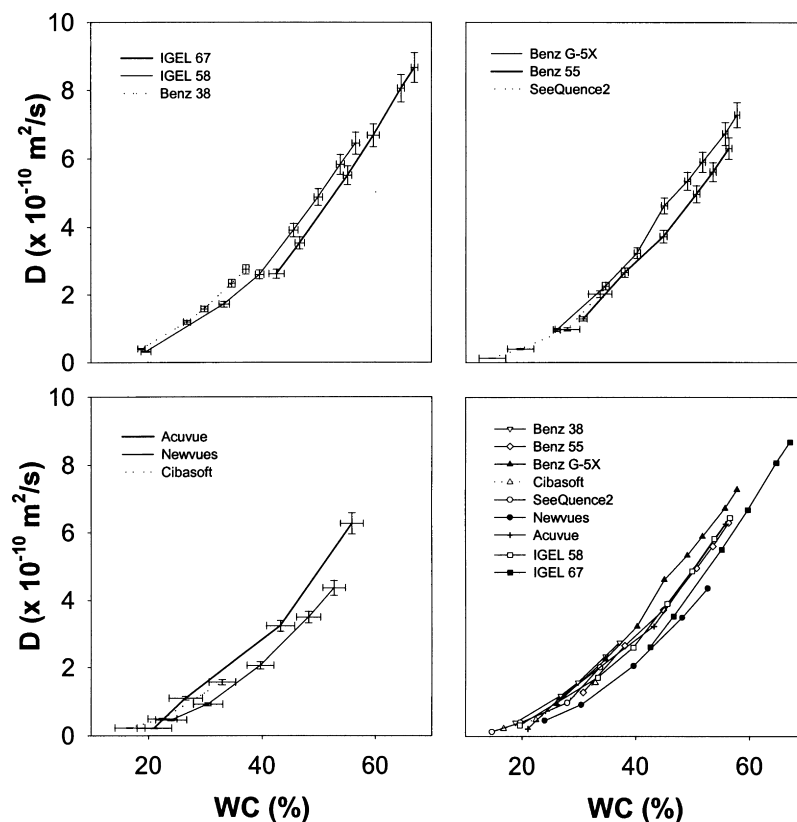 10
8
6
4
2
0
D (x 10⁻¹⁰ m²/s)
IGEL 67
IGEL 58
Benz 38
Benz G-5X
Benz 55
SeeQuence2
10
8
6
4
2
0
D (x 10⁻¹⁰ m²/s)
Acuvue
Newvues
Cibasoft
20 40 60
WC (%)
Benz 38
Benz 55
Benz G-5X
Cibasoft
SeeQuence2
Newvues
Acuvue
IGEL 58
IGEL 67
20 40 60
WC (%)